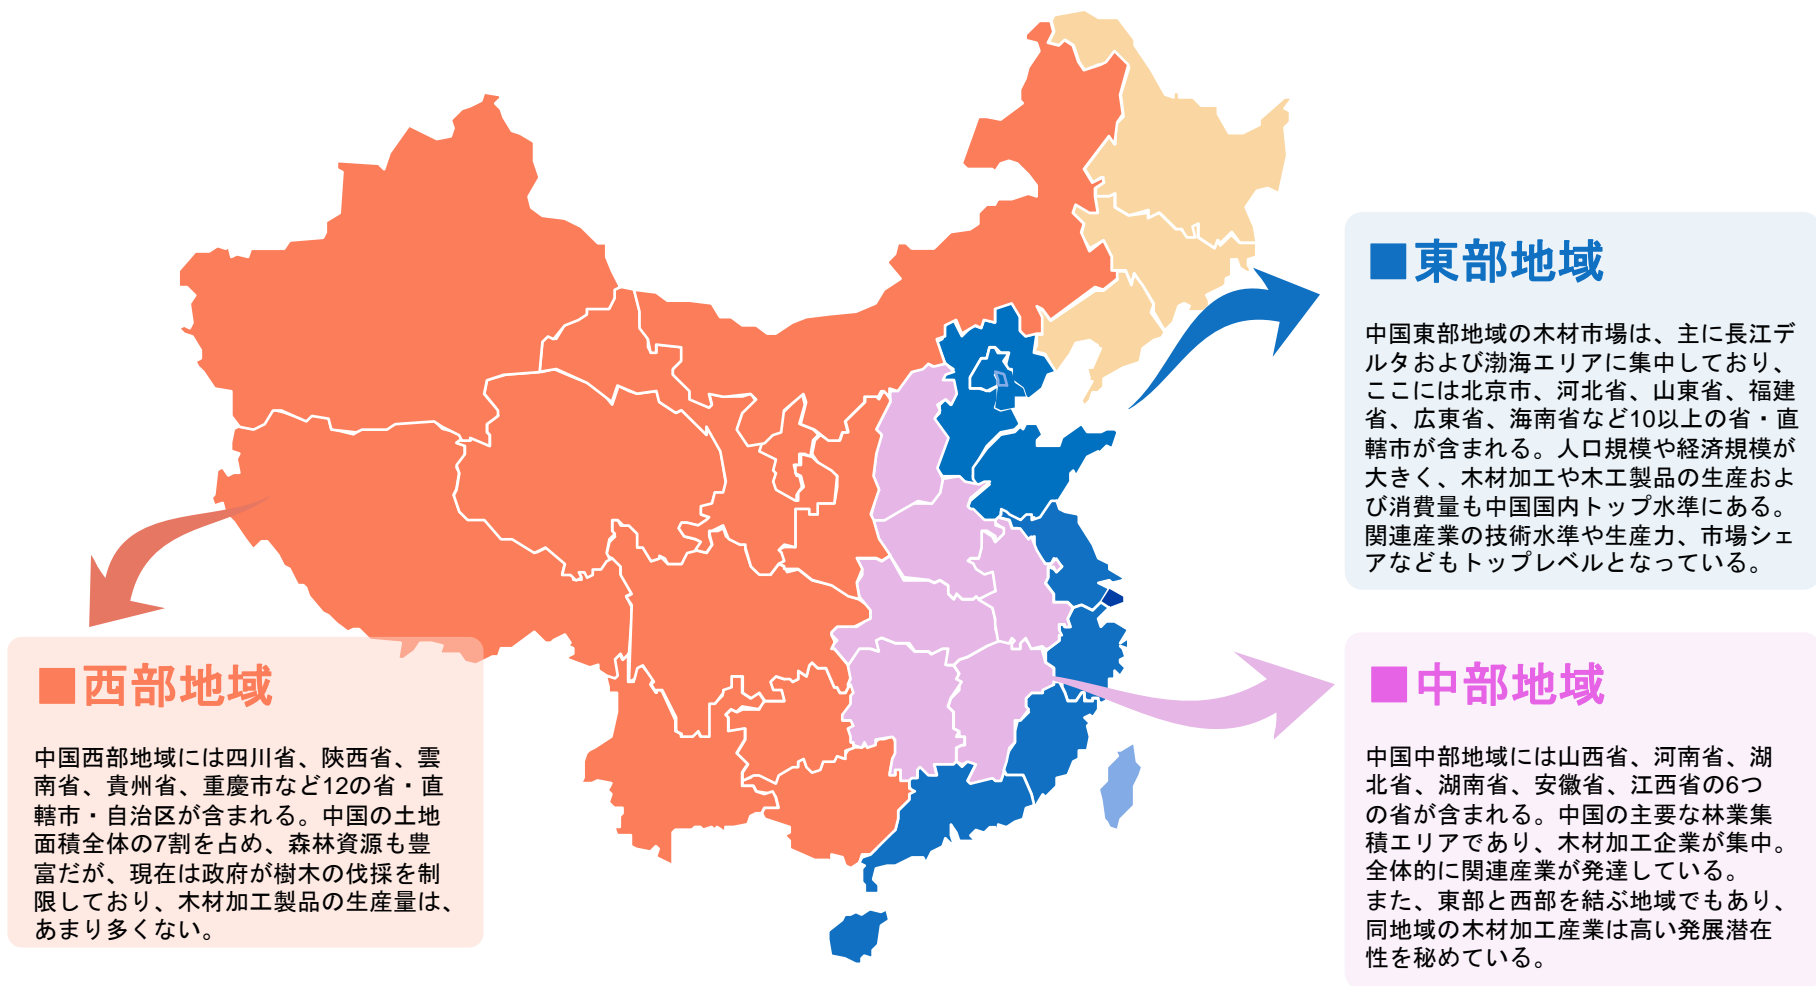 ■東部地域
中国東部地域の木材市場は、主に長江デ
ルタおよび渤海エリアに集中しており、
ここには北京市、河北省、山東省、福建
省、広東省、海南省など10以上の省・直
轄市が含まれる。人口規模や経済規模が
大きく、木材加工や木工製品の生産およ
び消費量も中国国内トップ水準にある。
関連産業の技術水準や生産力、市場シェ
アなどもトップレベルとなっている。
■西部地域
中国西部地域には四川省、陝西省、雲
南省、貴州省、重慶市など12の省・直
轄市・自治区が含まれる。中国の土地
面積全体の7割を占め、森林資源も豊
富だが、現在は政府が樹木の伐採を制
限しており、木材加工製品の生産量は、
あまり多くない。
■中部地域
中国中部地域には山西省、河南省、湖
北省、湖南省、安徽省、江西省の6つ
の省が含まれる。中国の主要な林業集
積エリアであり、木材加工企業が集中。
全体的に関連産業が発達している。
また、東部と西部を結ぶ地域でもあり、
同地域の木材加工産業は高い発展潜在
性を秘めている。